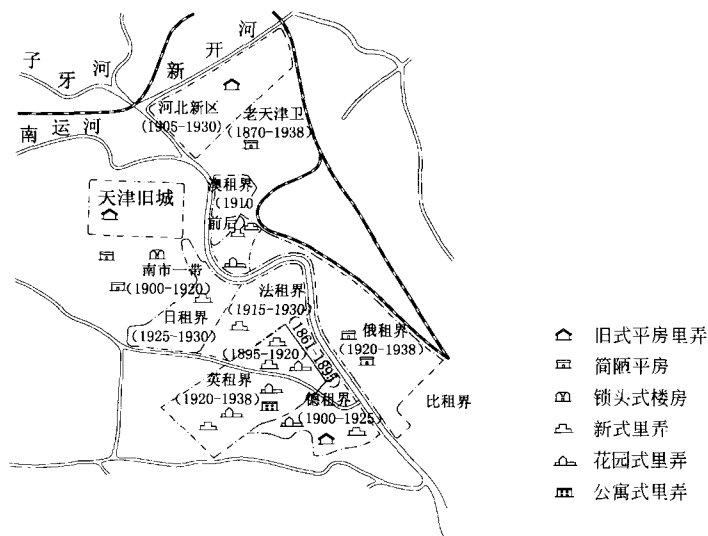 子牙河
新开河
南运河
河北新区
(1905-1930)
老天津卫
(1870-1938)
天津旧城
澳租界
(1910
前后)
南市一带
(1900-1920)
法租界
(1915-1930)
日租界
(1925-1930)
(1861-1895)
俄租界
(1920-1938)
(1895-1920)
英租界
(1920-1938)
德租界
(1900-1925)
比租界
旧式平房里弄
简陋平房
锁头式楼房
新式里弄
花园式里弄
公寓式里弄